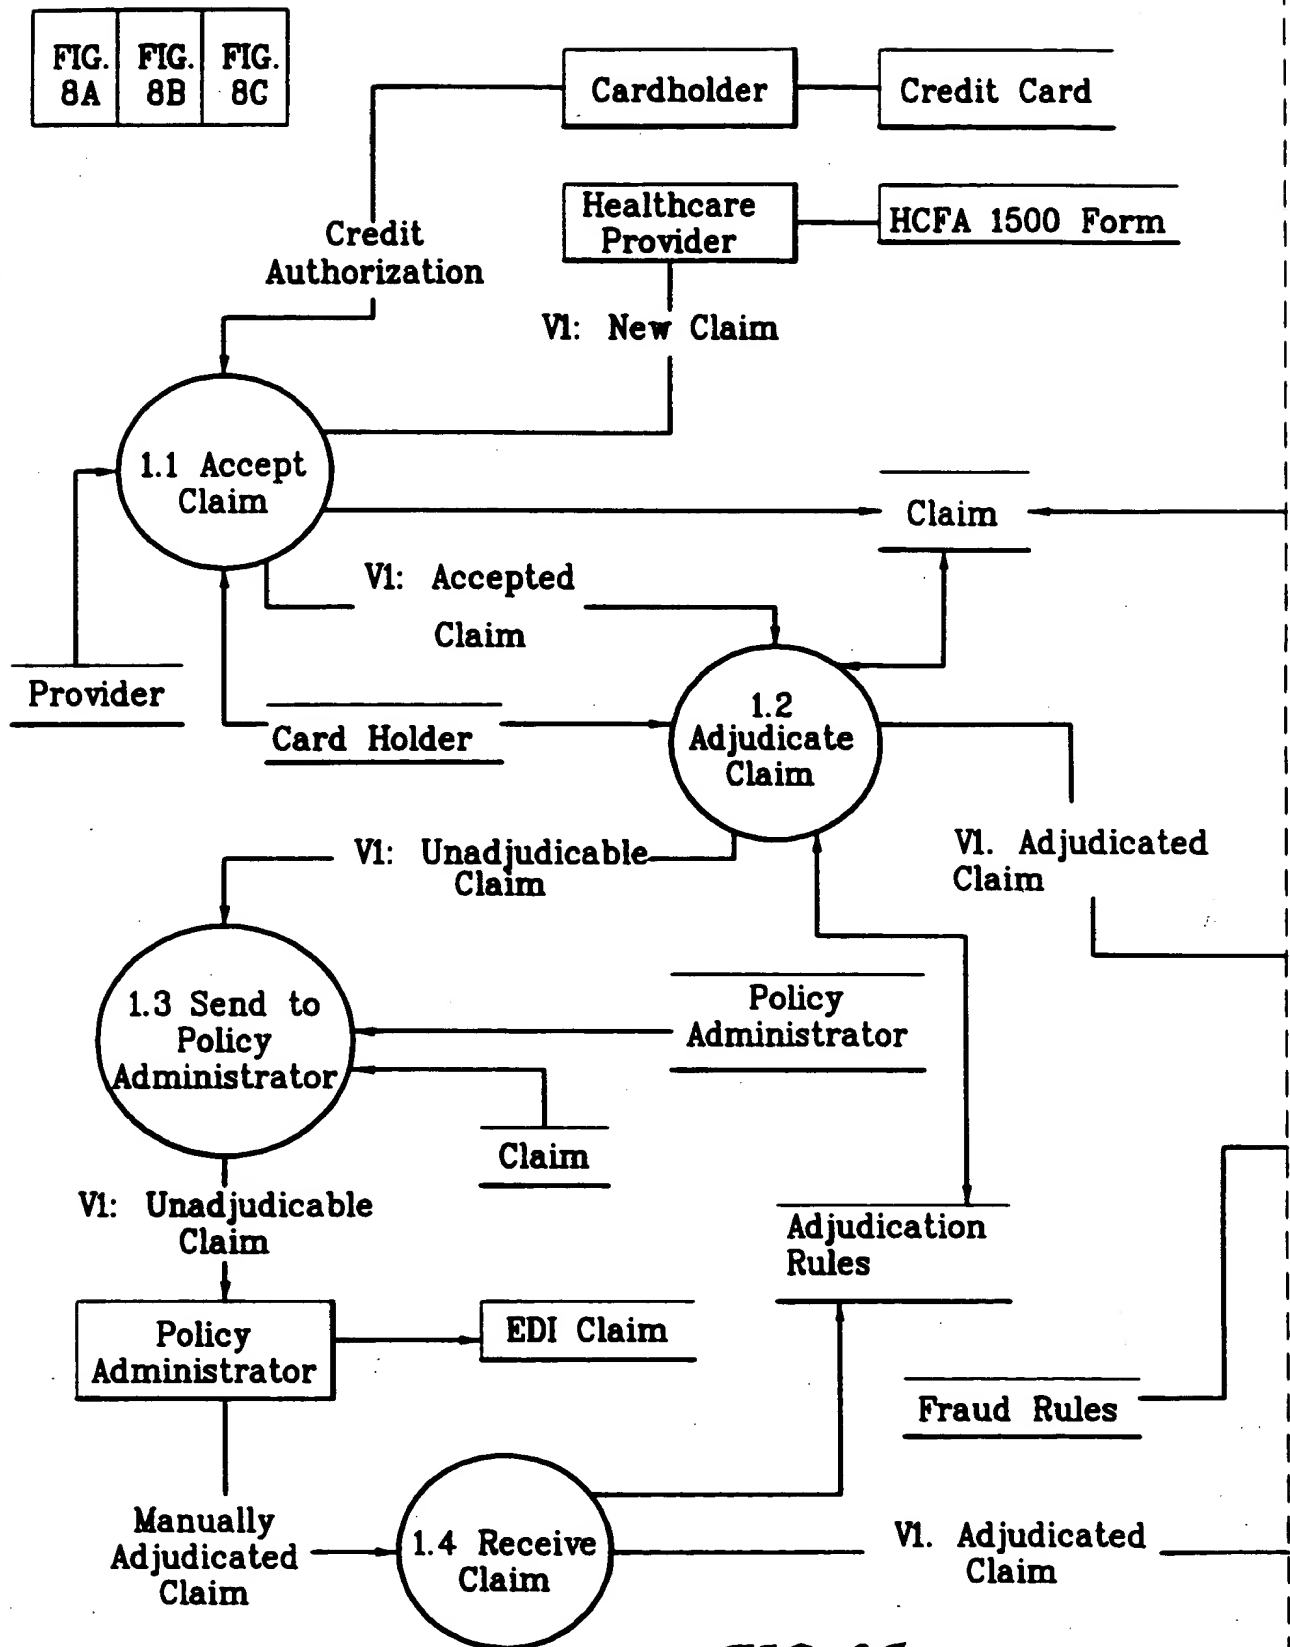 FIG. 8A
FIG. 8B
FIG. 8C
Cardholder
Credit Card
Healthcare
Provider
HCFA 1500 Form
Credit
Authorization
V1: New Claim
1.1 Accept
Claim
Claim
V1: Accepted
Claim
Provider
Card Holder
1.2
Adjudicate
Claim
V1: Unadjudicable
Claim
V1. Adjudicated
Claim
1.3 Send to
Policy
Administrator
Policy
Administrator
Claim
V1: Unadjudicable
Claim
Adjudication
Rules
Policy
Administrator
EDI Claim
Fraud Rules
Manually
Adjudicated
Claim
1.4 Receive
Claim
V1. Adjudicated
Claim